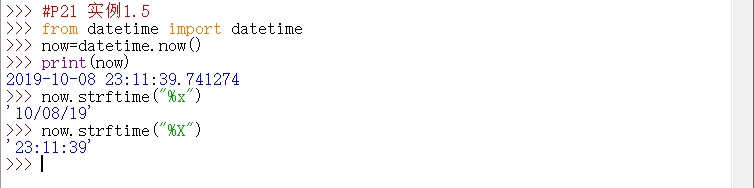 >>> #P21 实例1.5
>>> from datetime import datetime
>>> now=datetime.now()
>>> print(now)
2019-10-08 23:11:39.741274
>>> now.strftime("%x")
'10/08/19'
>>> now.strftime("%X")
'23:11:39'
>>>